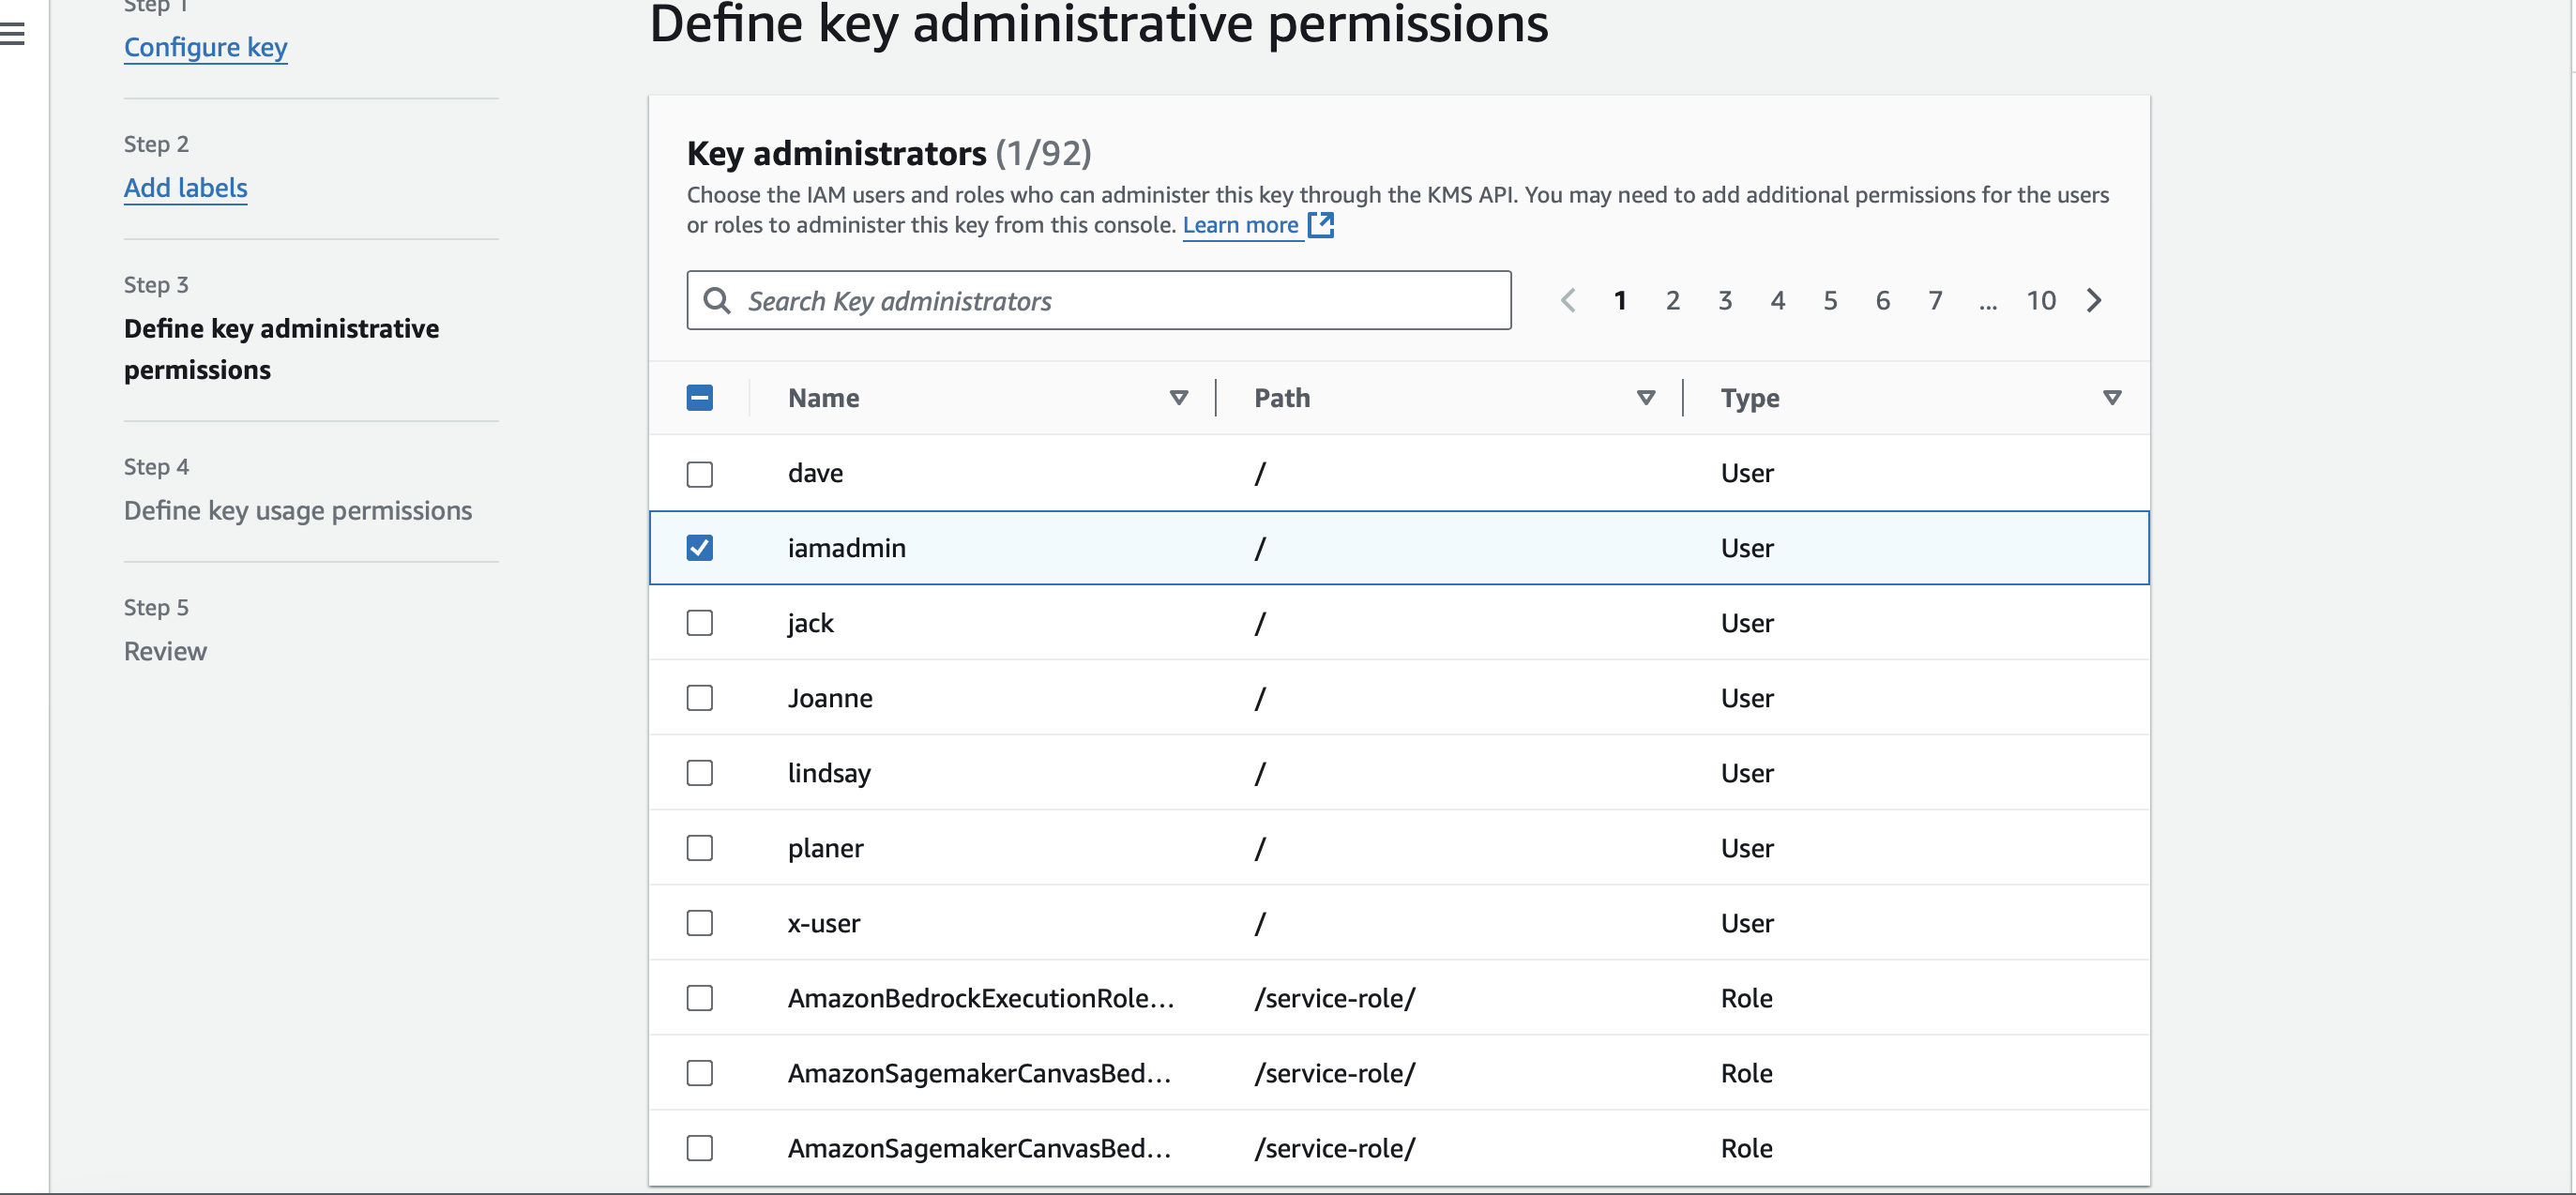 Step 1
Configure key
Step 2
Add labels
Step 3
Define key administrative
permissions
Step 4
Define key usage permissions
Step 5
Review
Define key administrative permissions
Key administrators (1/92)
Choose the IAM users and roles who can administer this key through the KMS API. You may need to add additional permissions for the users
or roles to administer this key from this console. Learn more
Search Key administrators
1 2 3 4 5 6 7 ... 10
Name Path Type
dave / User
iamadmin / User
jack / User
Joanne / User
lindsay / User
planer / User
x-user / User
AmazonBedrockExecutionRole... /service-role/ Role
AmazonSagemakerCanvasBed... /service-role/ Role
AmazonSagemakerCanvasBed... /service-role/ Role